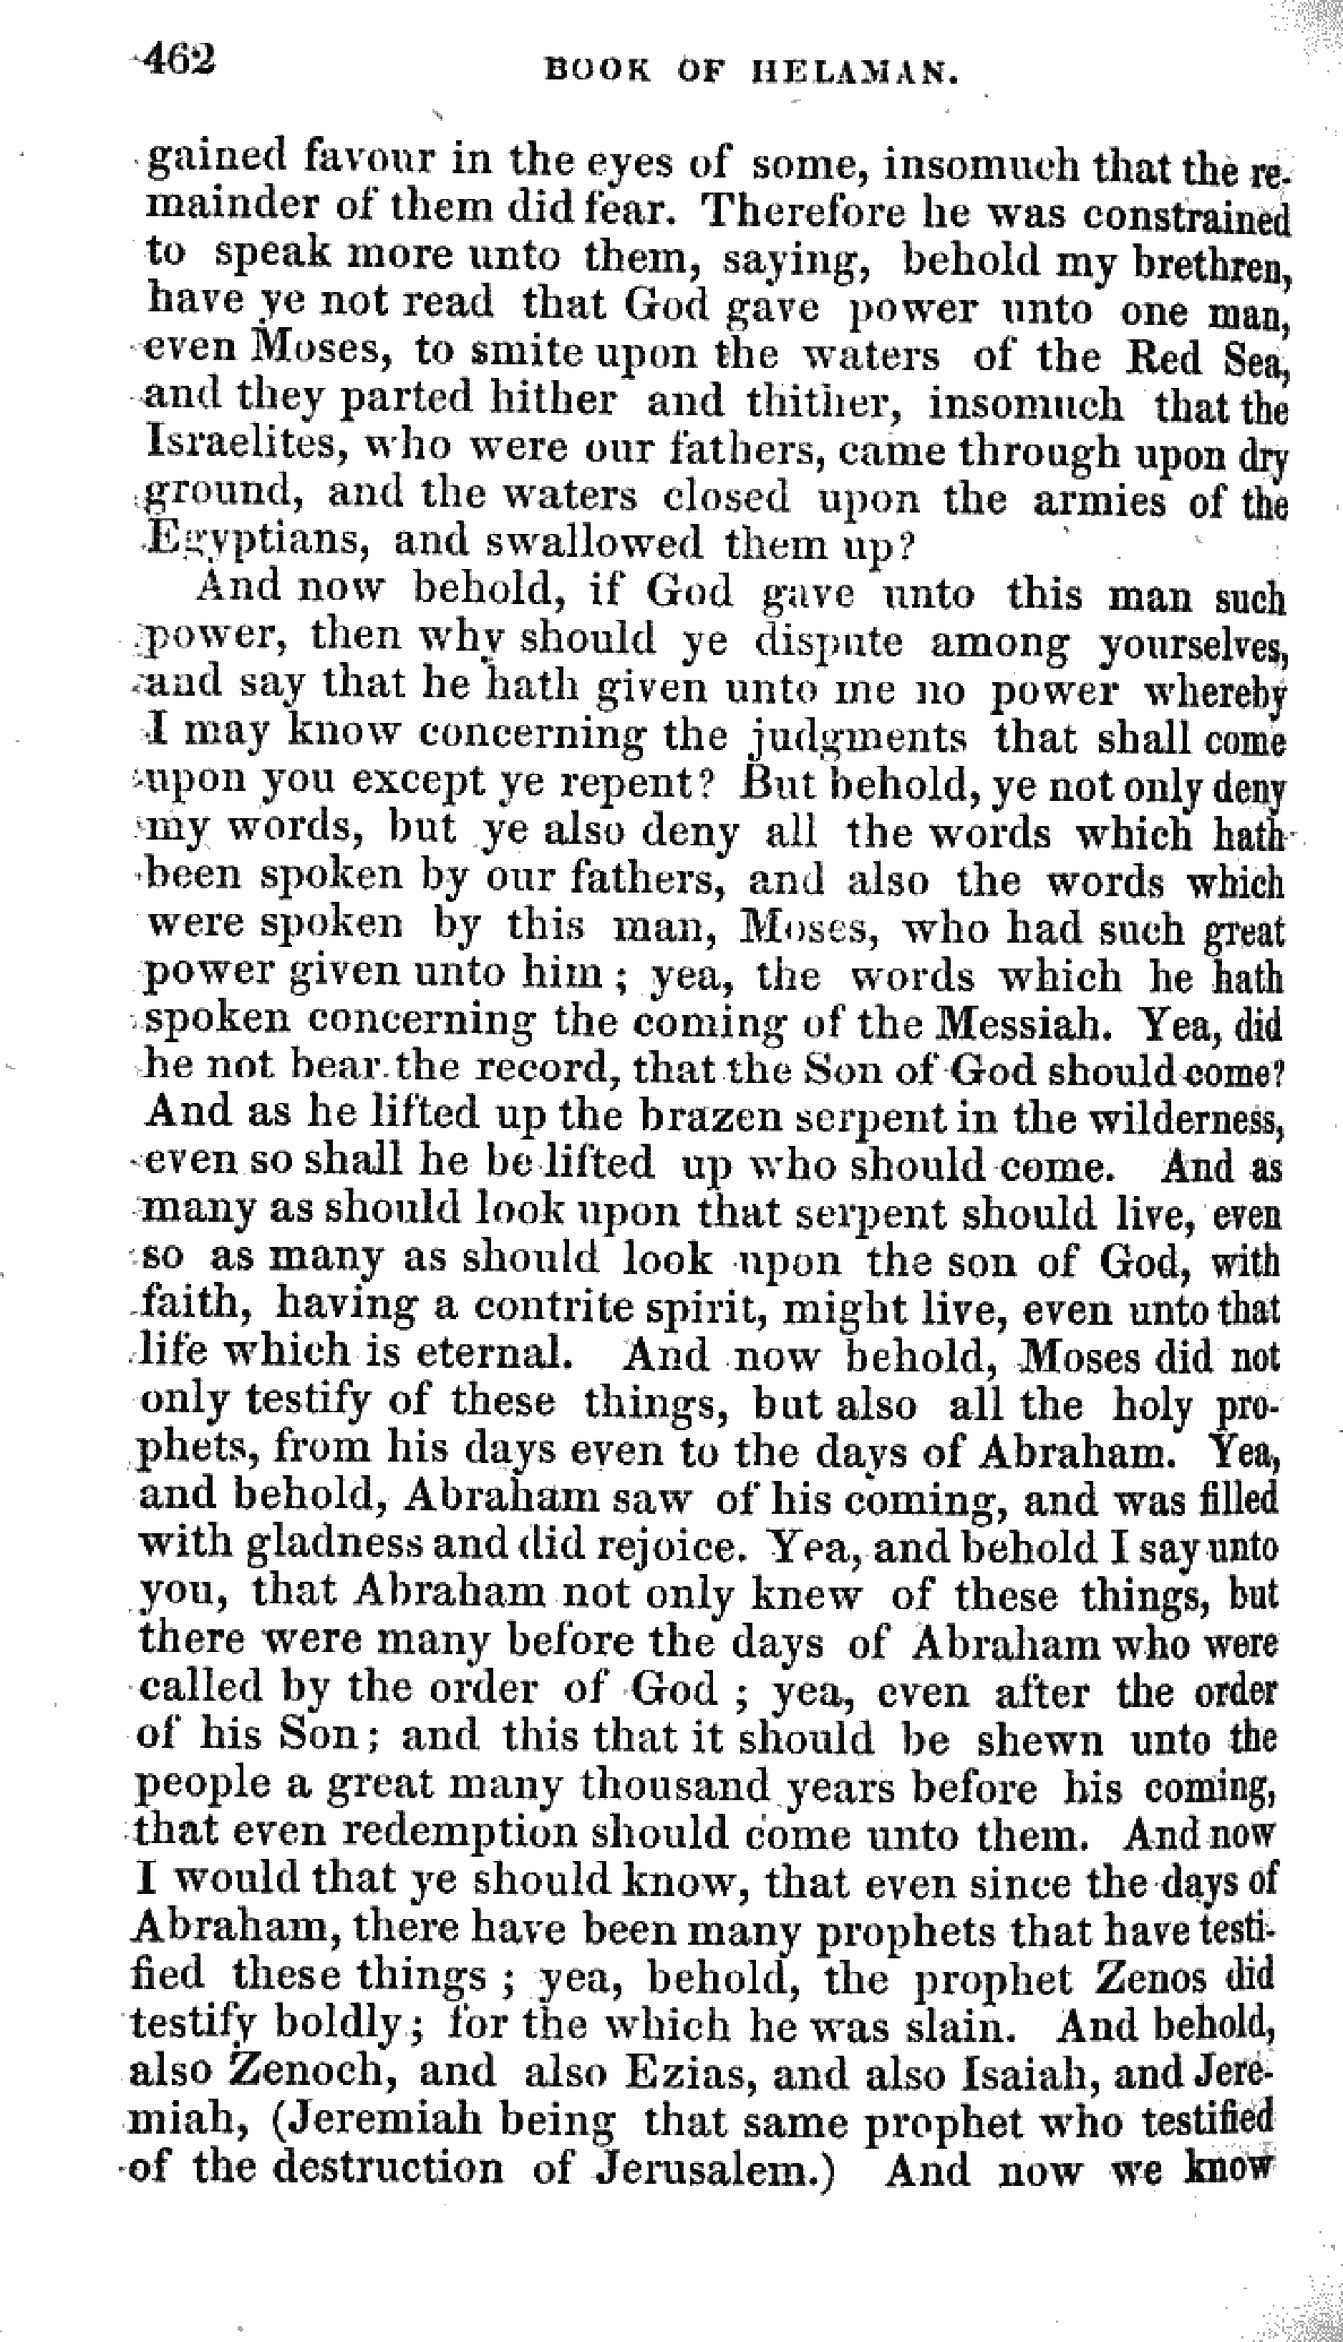 462
BOOK OF HELAMAN.
gained favour in the eyes of some, insomuch that the re-
mainder of them did fear. Therefore he was constrained
to speak more unto them, saying, behold my brethren,
have ye not read that God gave power unto one man,
even Moses, to smite upon the waters of the Red Sea,
and they parted hither and thither, insomuch that the
Israelites, who were our fathers, came through upon dry
ground, and the waters closed upon the armies of the
Egyptians, and swallowed them up?
And now behold, if God gave unto this man such
power, then why should ye dispute among yourselves,
and say that he hath given unto me no power whereby
I may know concerning the judgments that shall come
upon you except ye repent? But behold, ye not only deny
my words, but ye also deny all the words which hath
been spoken by our fathers, and also the words which
were spoken by this man, Moses, who had such great
power given unto him; yea, the words which he hath
spoken concerning the coming of the Messiah. Yea, did
he not bear the record, that the Son of God should come?
And as he lifted up the brazen serpent in the wilderness,
even so shall he be lifted up who should come. And as
many as should look upon that serpent should live, even
so as many as should look upon the son of God, with
faith, having a contrite spirit, might live, even unto that
life which is eternal. And now behold, Moses did not
only testify of these things, but also all the holy pro-
phets, from his days even to the days of Abraham. Yea,
and behold, Abraham saw of his coming, and was filled
with gladness and did rejoice. Yea, and behold I say unto
you, that Abraham not only knew of these things, but
there were many before the days of Abraham who were
called by the order of God ; yea, even after the order
of his Son; and this that it should be shewn unto the
people a great many thousand years before his coming,
that even redemption should come unto them. And now
I would that ye should know, that even since the days of
Abraham, there have been many prophets that have testi-
fied these things ; yea, behold, the prophet Zenos did
testify boldly; for the which he was slain. And behold,
also Zenoch, and also Ezias, and also Isaiah, and Jere-
miah, (Jeremiah being that same prophet who testified
of the destruction of Jerusalem.) And now we know